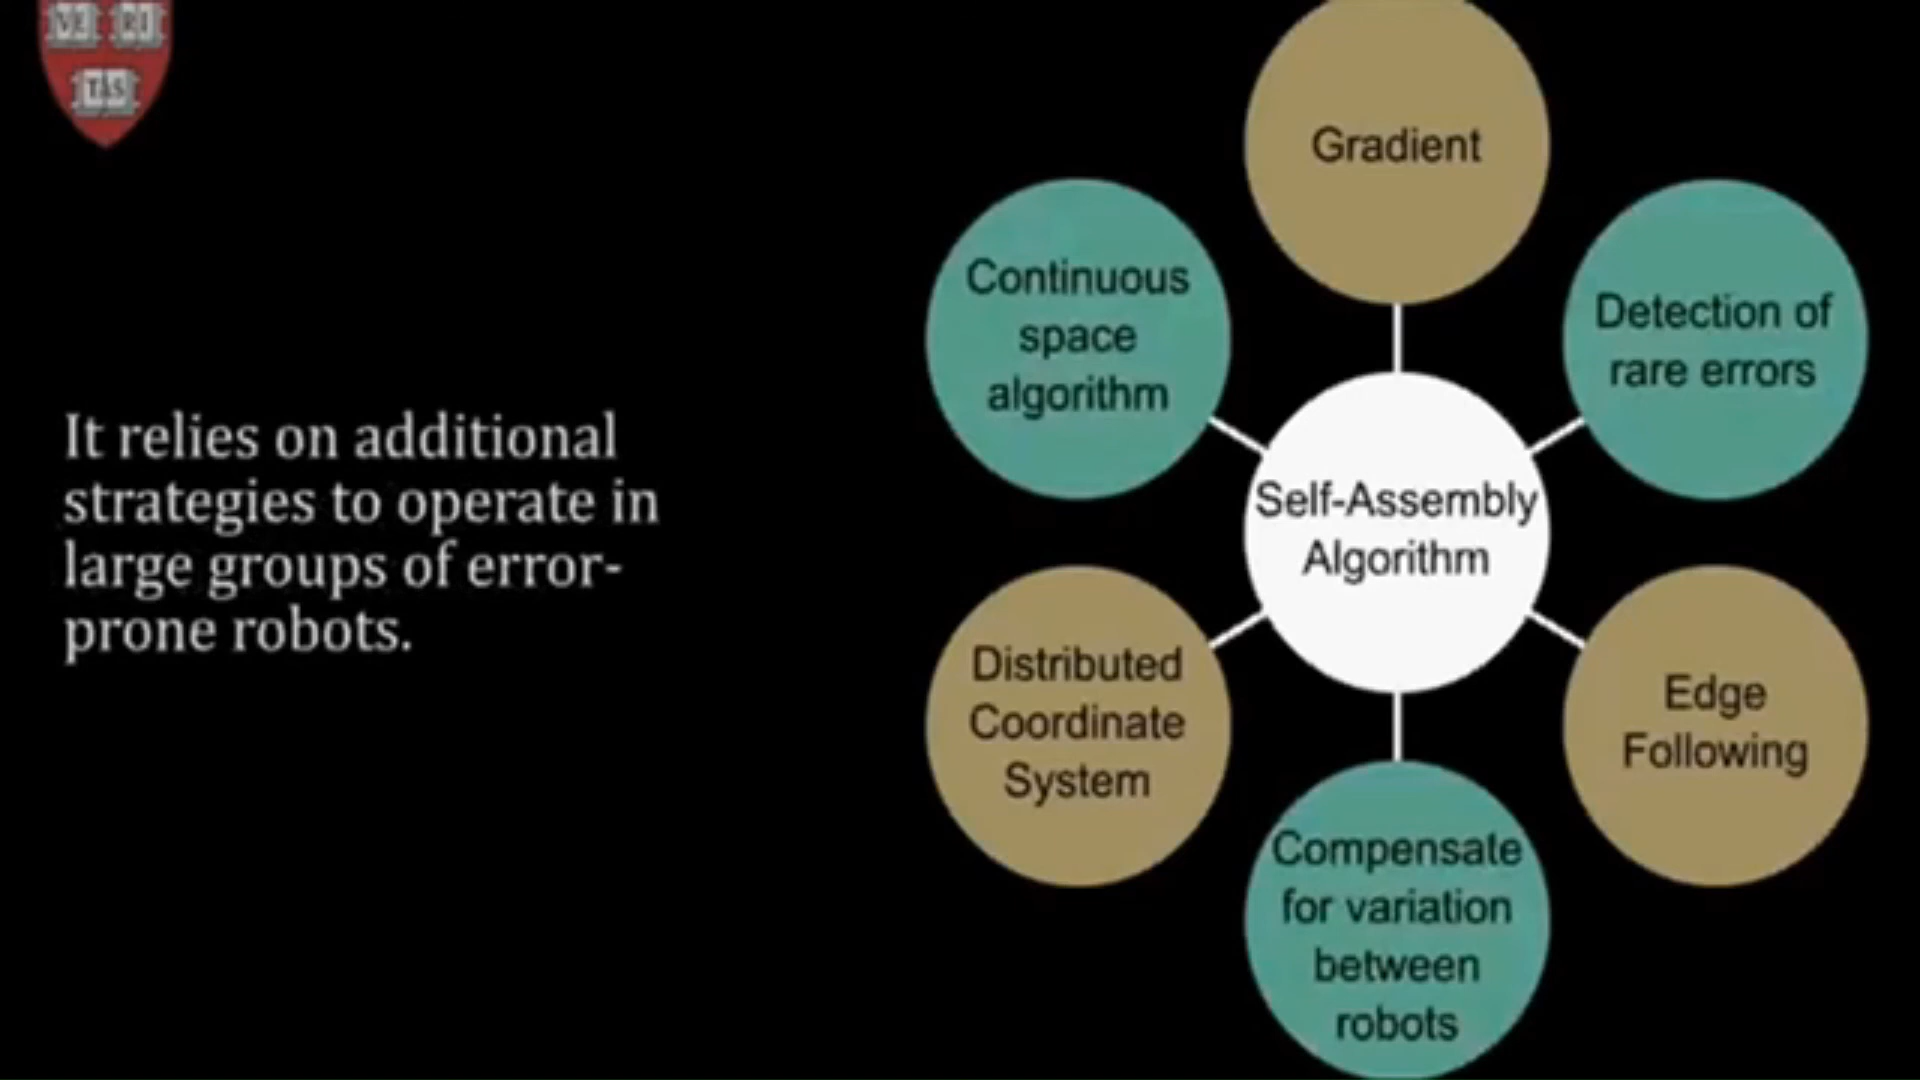 VE RI
TAS
It relies on additional
strategies to operate in
large groups of error-
prone robots.
Gradient
Continuous
space
algorithm
Detection of
rare errors
Self-Assembly
Algorithm
Distributed
Coordinate
System
Edge
Following
Compensate
for variation
between
robots